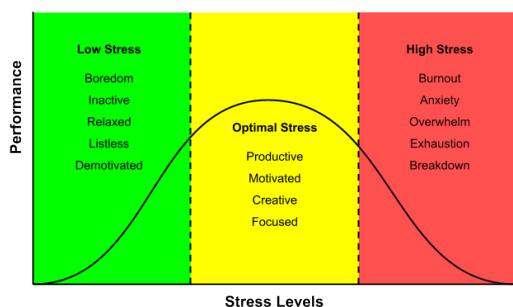 Performance
Low Stress
Boredom
Inactive
Relaxed
Listless
Demotivated
Optimal Stress
Productive
Motivated
Creative
Focused
High Stress
Burnout
Anxiety
Overwhelm
Exhaustion
Breakdown
Stress Levels